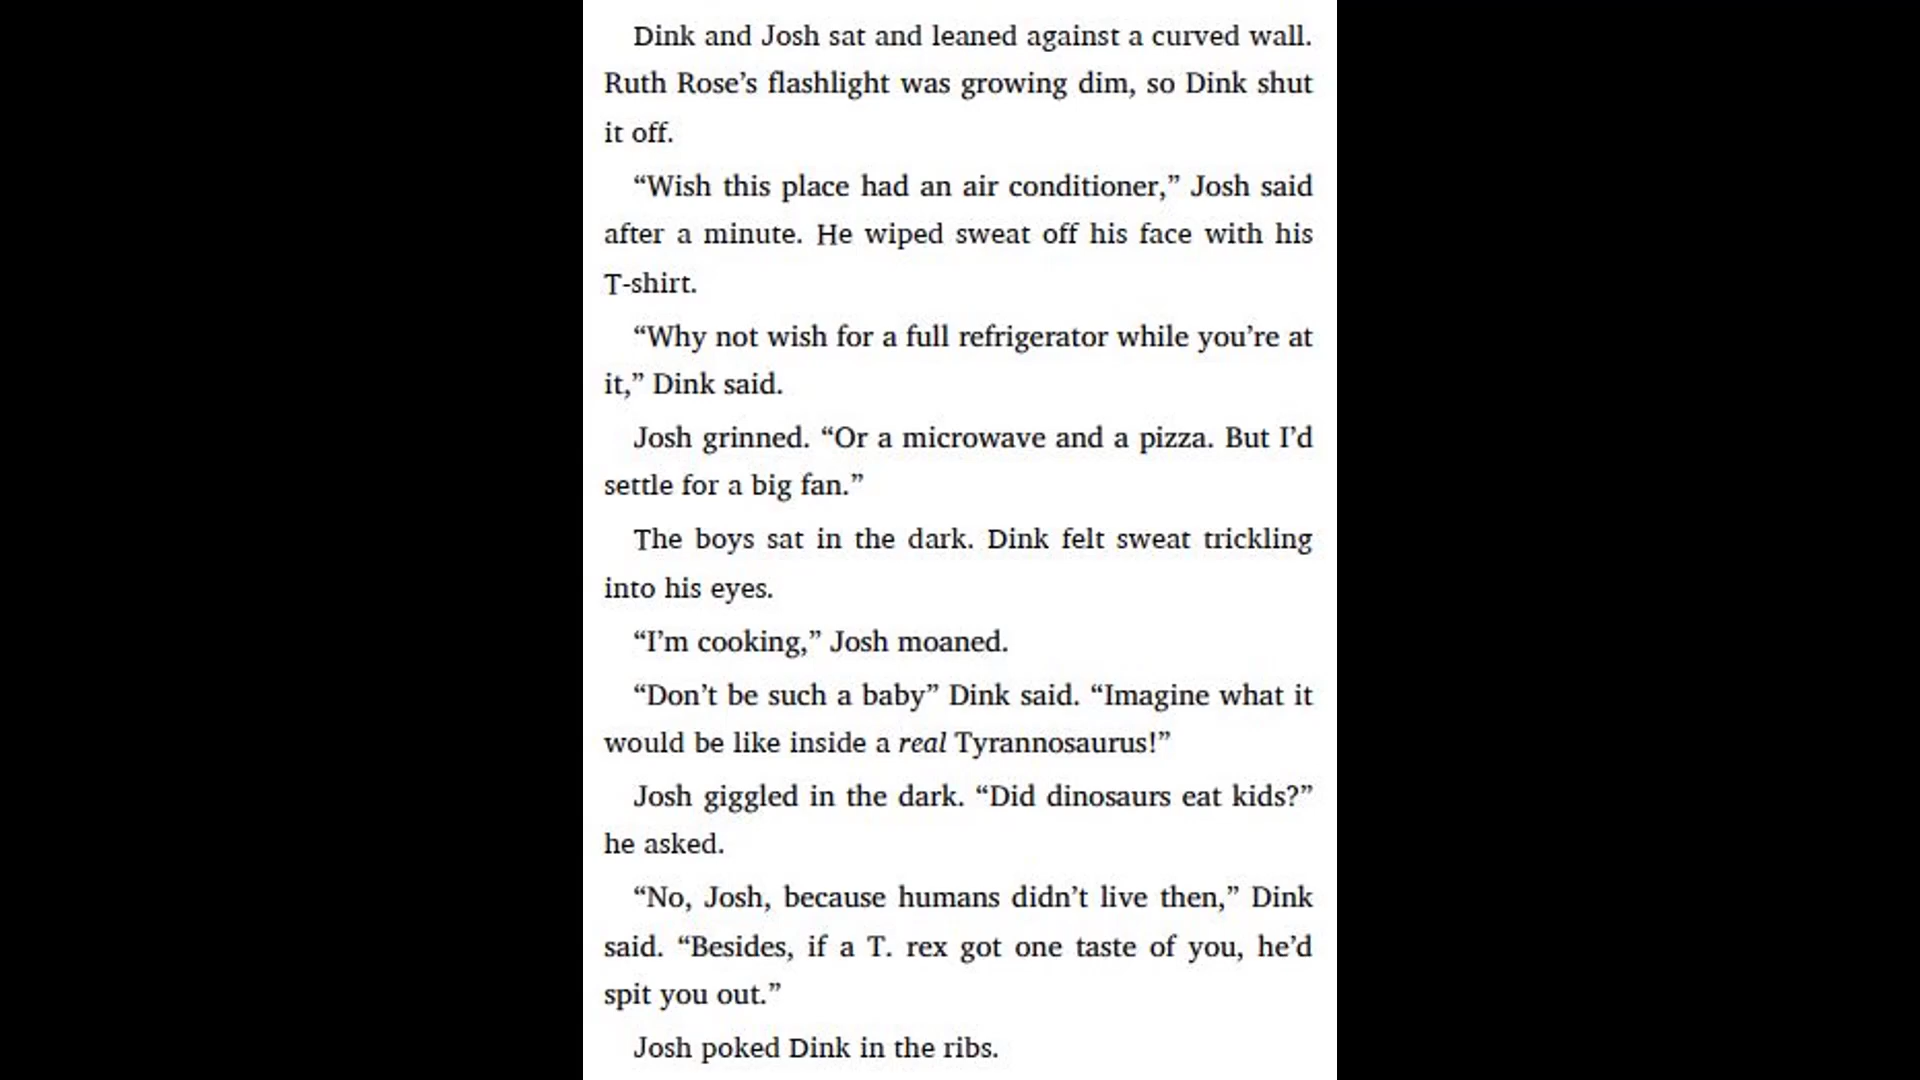 Dink and Josh sat and leaned against a curved wall.
Ruth Rose’s flashlight was growing dim, so Dink shut
it off.
“Wish this place had an air conditioner,” Josh said
after a minute. He wiped sweat off his face with his
T-shirt.
“Why not wish for a full refrigerator while you’re at
it,” Dink said.
Josh grinned. “Or a microwave and a pizza. But I’d
settle for a big fan.”
The boys sat in the dark. Dink felt sweat trickling
into his eyes.
“I’m cooking,” Josh moaned.
“Don’t be such a baby” Dink said. “Imagine what it
would be like inside a real Tyrannosaurus!”
Josh giggled in the dark. “Did dinosaurs eat kids?”
he asked.
“No, Josh, because humans didn’t live then,” Dink
said. “Besides, if a T. rex got one taste of you, he’d
spit you out.”
Josh poked Dink in the ribs.